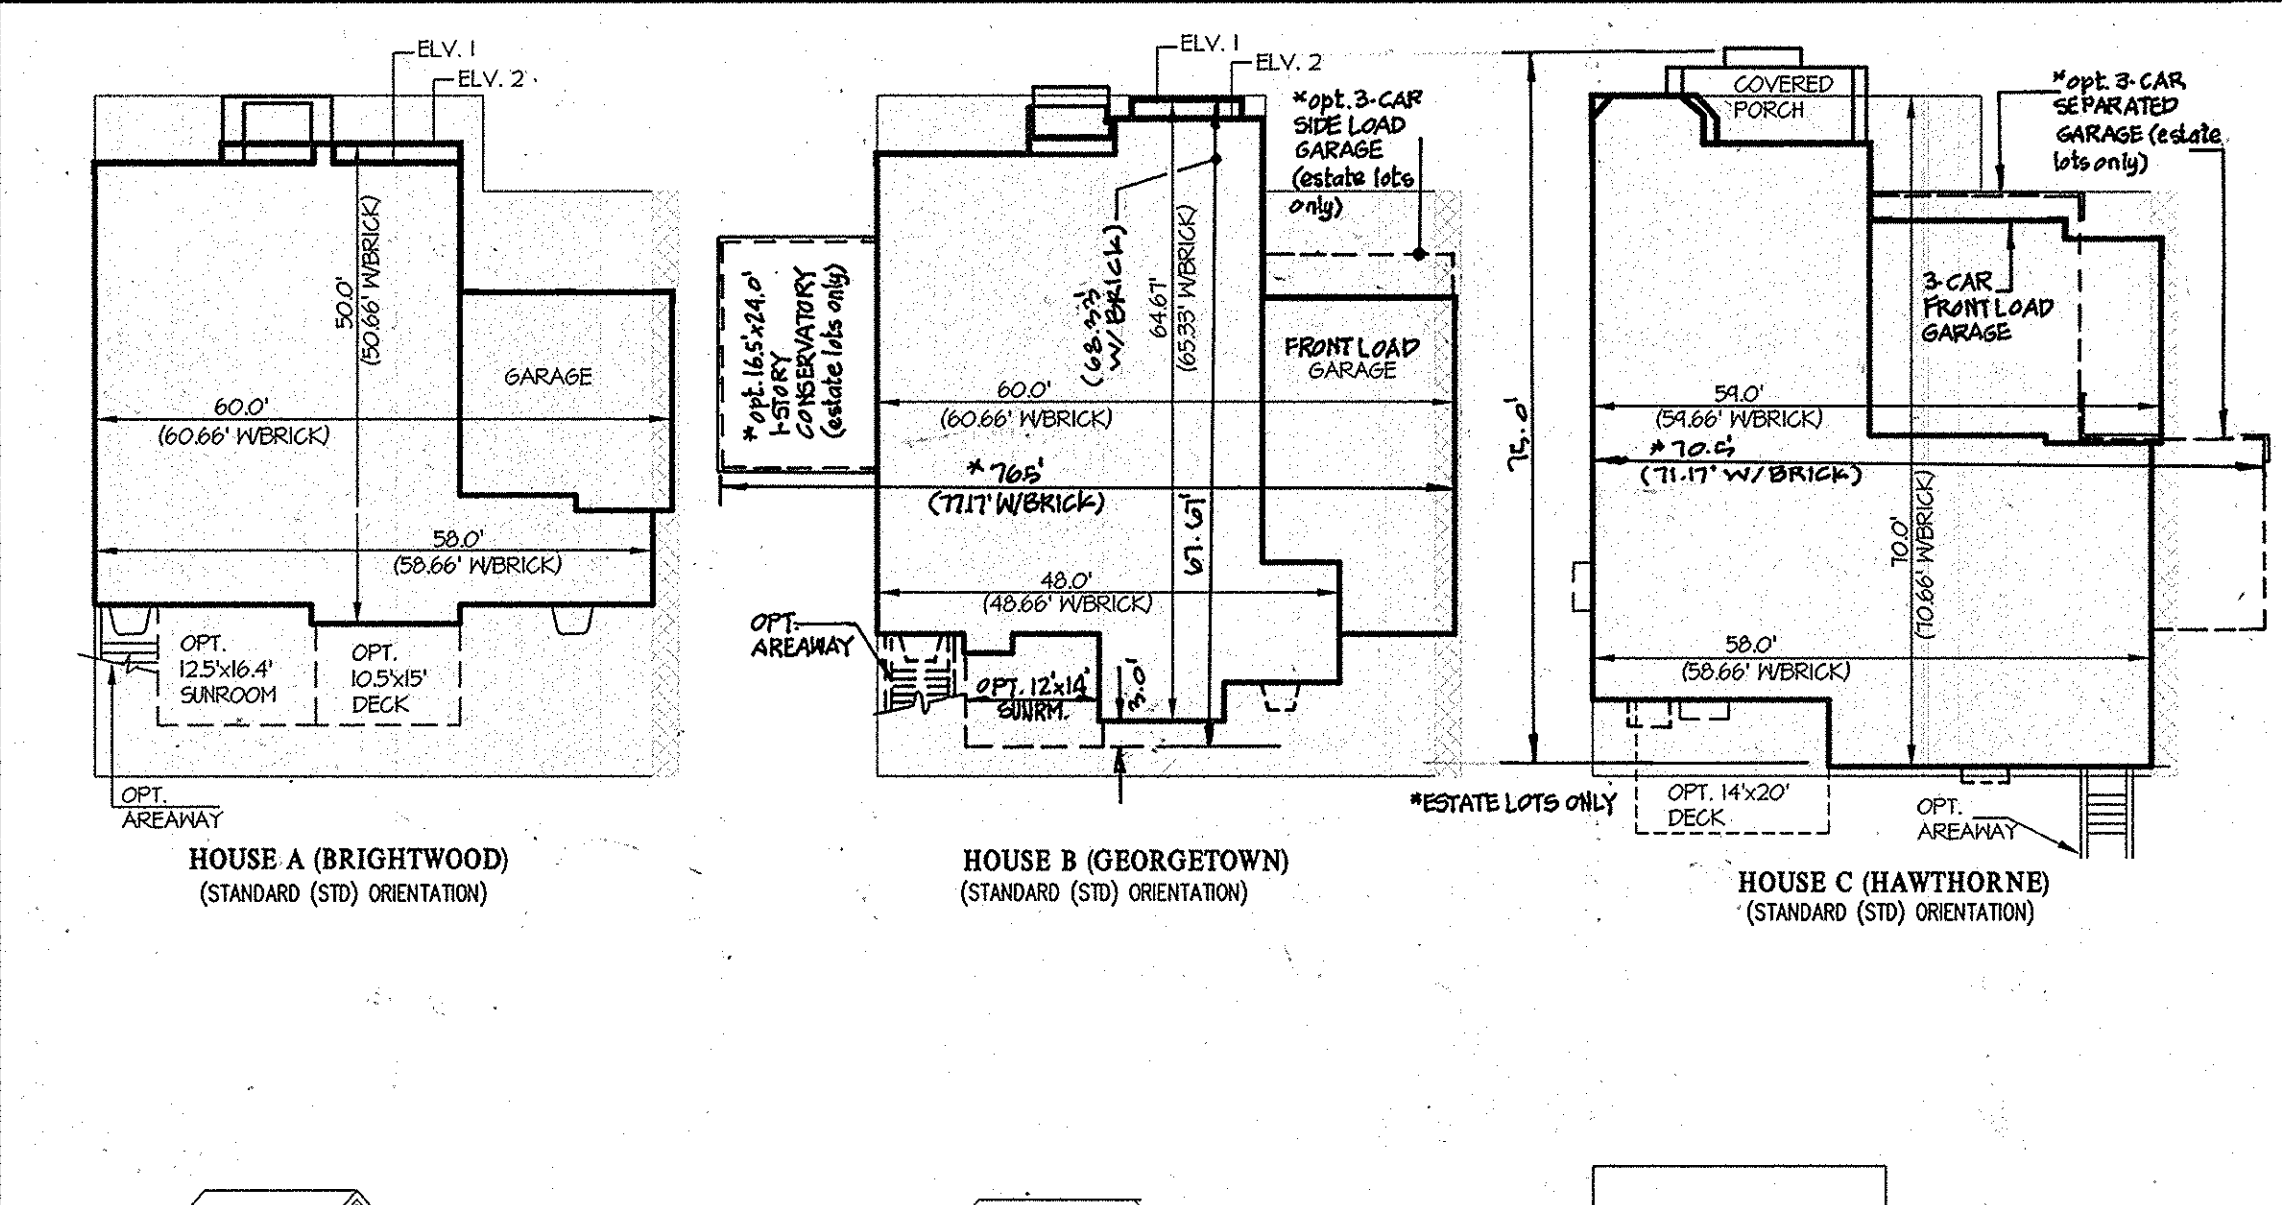 ELV. 1
ELV. 2
50.0'
(50.66' W/BRICK)
GARAGE
60.0'
(60.66' W/BRICK)
58.0'
(58.66' W/BRICK)
OPT.
12.5'x16.4'
SUNROOM
OPT.
10.5'x15'
DECK
OPT.
AREAWAY
HOUSE A (BRIGHTWOOD)
(STANDARD (STD) ORIENTATION)
ELV. 1
ELV. 2
*opt. 3-CAR
SIDE LOAD
GARAGE
(estate lots
only)
*opt. 16.5'x24.0'
1-STORY
CONSERVATORY
(estate lots only)
(68.33'
W/BRICK)
64.67'
(65.33' W/BRICK)
FRONT LOAD
GARAGE
60.0'
(60.66' W/BRICK)
* 76.5'
(77.17' W/BRICK)
67.67'
48.0'
(48.66' W/BRICK)
OPT.
AREAWAY
OPT. 12'x14'
SUNRM.
3.0'
HOUSE B (GEORGETOWN)
(STANDARD (STD) ORIENTATION)
*ESTATE LOTS ONLY
75.0'
COVERED
PORCH
*opt. 3-CAR
SEPARATED
GARAGE (estate
lots only)
3-CAR
FRONT LOAD
GARAGE
59.0'
(59.66' W/BRICK)
* 70.5'
(71.17' W/BRICK)
70.0'
(70.66' W/BRICK)
58.0'
(58.66' W/BRICK)
OPT. 14'x20'
DECK
OPT.
AREAWAY
HOUSE C (HAWTHORNE)
(STANDARD (STD) ORIENTATION)